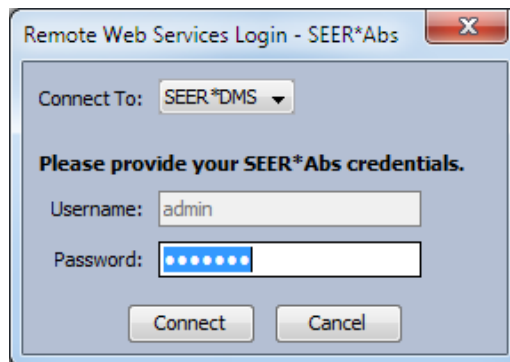 Remote Web Services Login - SEER*Abs
Connect To: SEER*DMS
Please provide your SEER*Abs credentials.
Username: admin
Password: •••••••
Connect Cancel